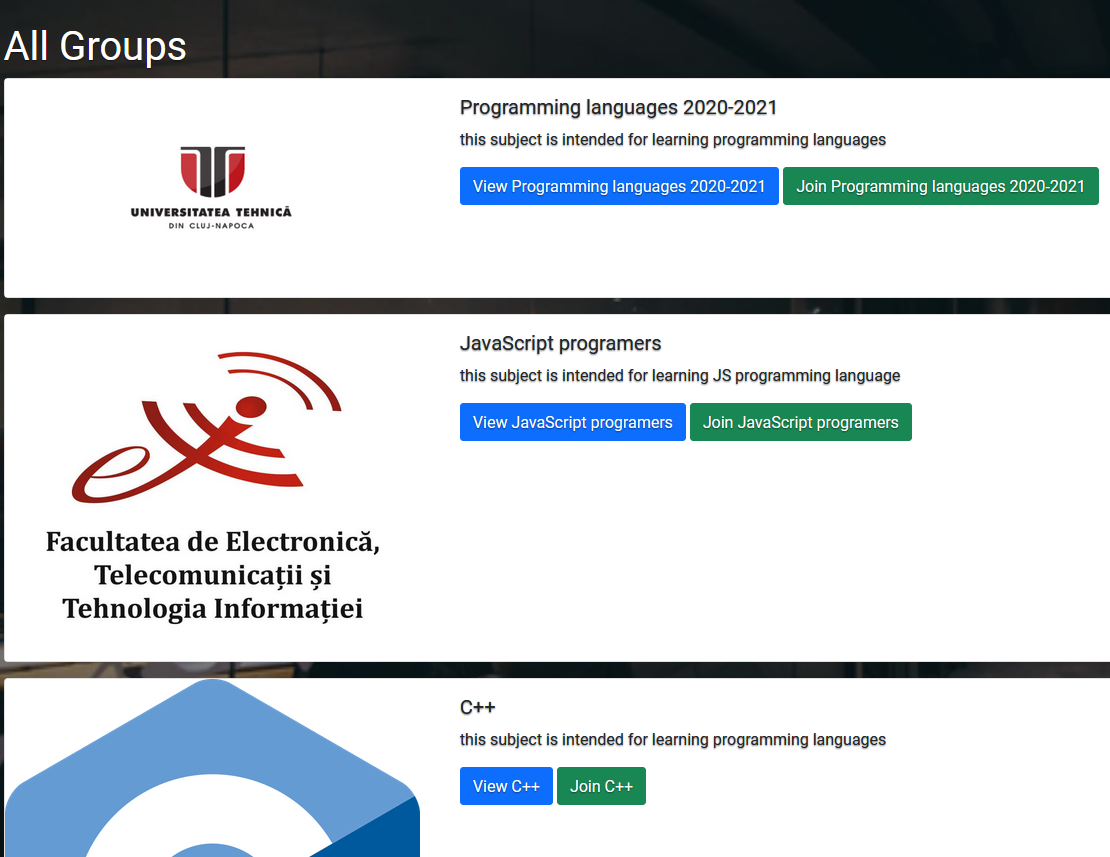 All Groups
UNIVERSITATEA TEHNICĂ
DIN CLUJ-NAPOCA
Programming languages 2020-2021
this subject is intended for learning programming languages
View Programming languages 2020-2021 Join Programming languages 2020-2021
Facultatea de Electronică,
Telecomunicații și
Tehnologia Informației
JavaScript programers
this subject is intended for learning JS programming language
View JavaScript programers Join JavaScript programers
C++
this subject is intended for learning programming languages
View C++ Join C++